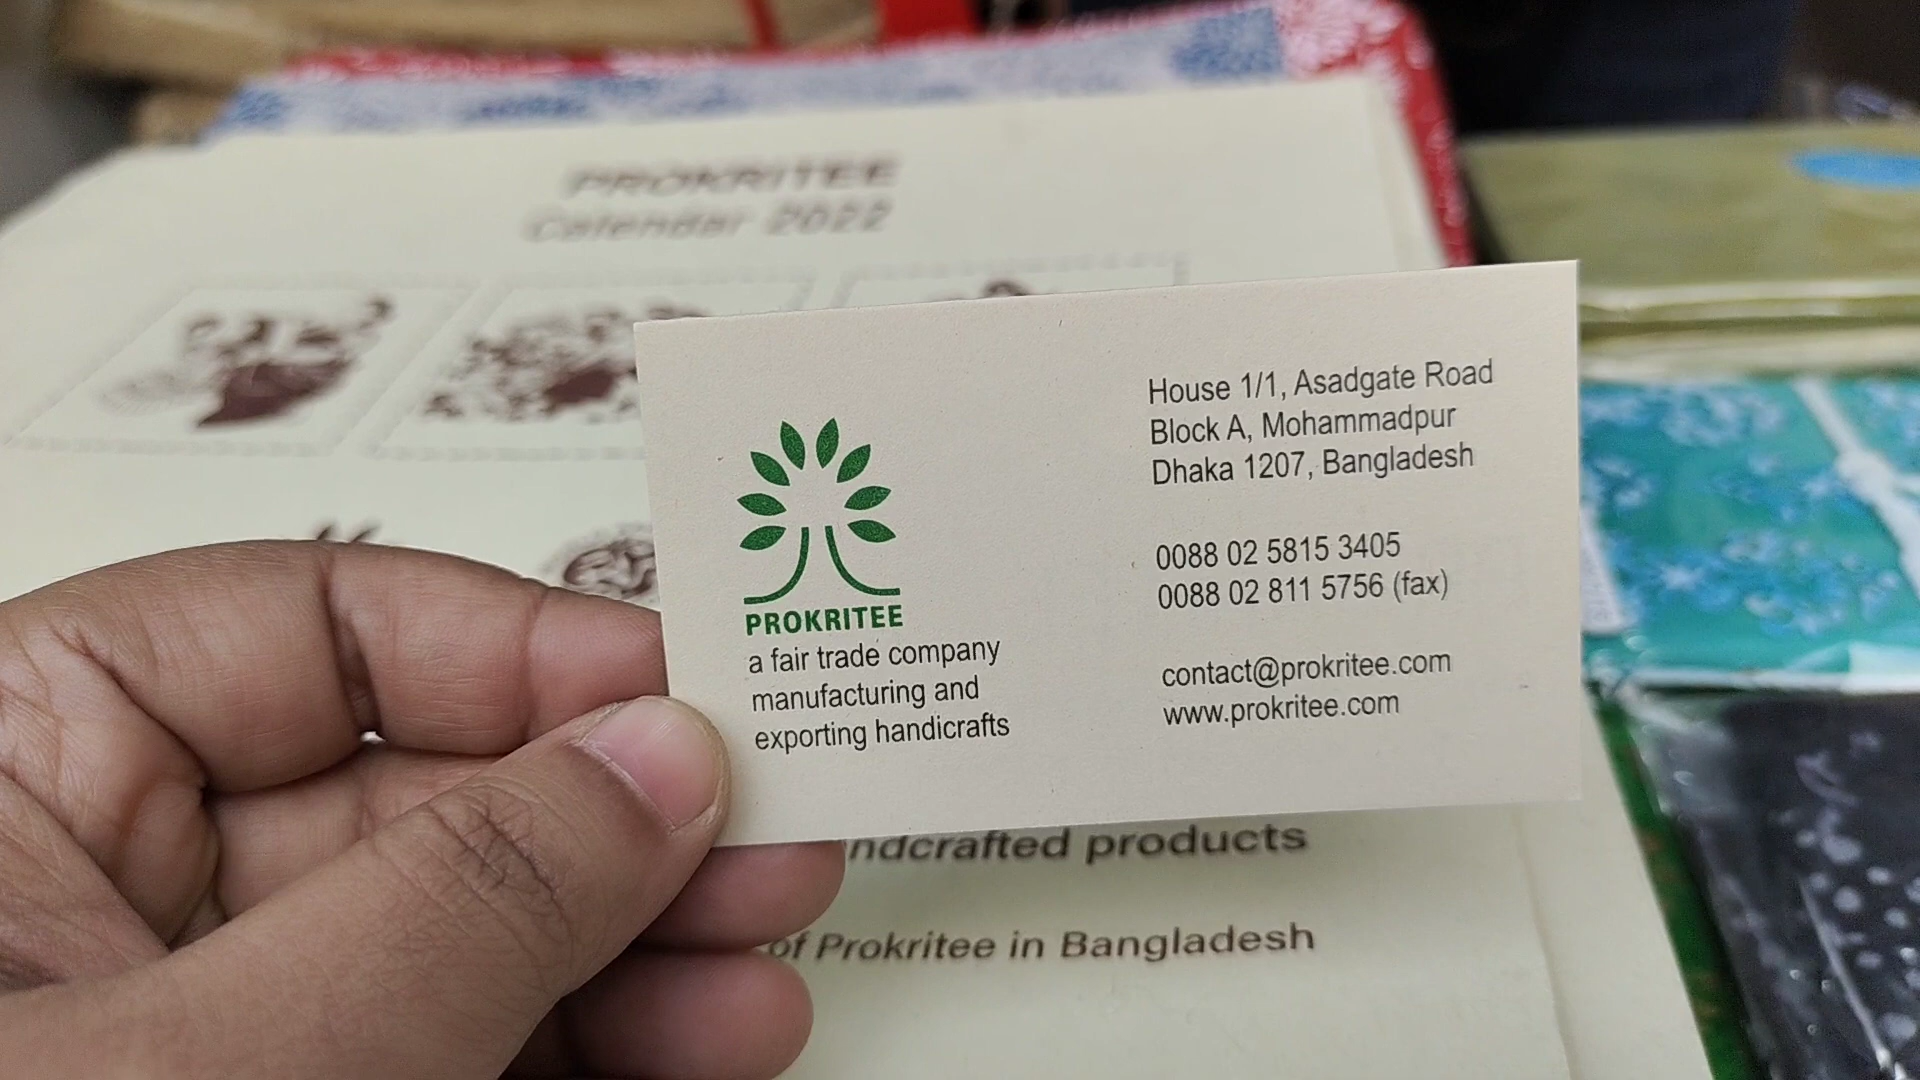 PROKRITEE
Calendar 2022
PROKRITEE
a fair trade company
manufacturing and
exporting handicrafts
House 1/1, Asadgate Road
Block A, Mohammadpur
Dhaka 1207, Bangladesh
0088 02 5815 3405
0088 02 811 5756 (fax)
contact@prokritee.com
www.prokritee.com
ndcrafted products
of Prokritee in Bangladesh